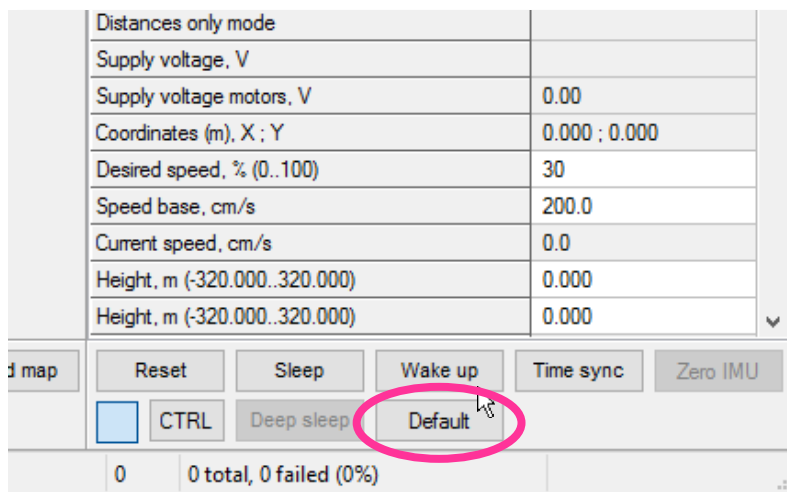 Distances only mode
Supply voltage, V
Supply voltage motors, V 0.00
Coordinates (m), X ; Y 0.000 ; 0.000
Desired speed, % (0..100) 30
Speed base, cm/s 200.0
Current speed, cm/s 0.0
Height, m (-320.000..320.000) 0.000
Height, m (-320.000..320.000) 0.000
d map Reset Sleep Wake up Time sync Zero IMU
CTRL Deep sleep Default
0 0 total, 0 failed (0%)